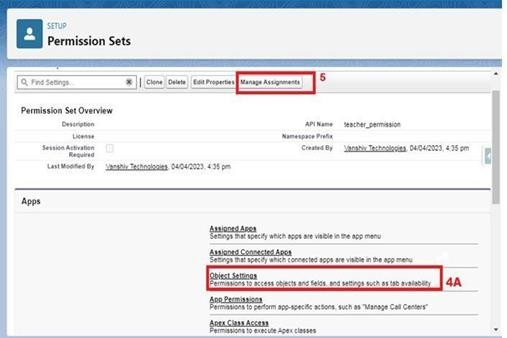 SETUP
Permission Sets
Find Settings...
Clone Delete Edit Properties Manage Assignments 5
Permission Set Overview
Description API Name teacher_permission
License Namespace Prefix
Session Activation Required Created By Vanshiv Technologies, 04/04/2023, 4:35 pm
Last Modified By Vanshiv Technologies, 04/04/2023, 4:35 pm
Apps
Assigned Apps
Settings that specify which apps are visible in the app menu
Assigned Connected Apps
Settings that specify which connected apps are visible in the app menu
Object Settings
Permissions to access objects and fields, and settings such as tab availability 4A
App Permissions
Permissions to perform app-specific actions, such as "Manage Call Centers"
Apex Class Access
Permissions to execute Apex classes